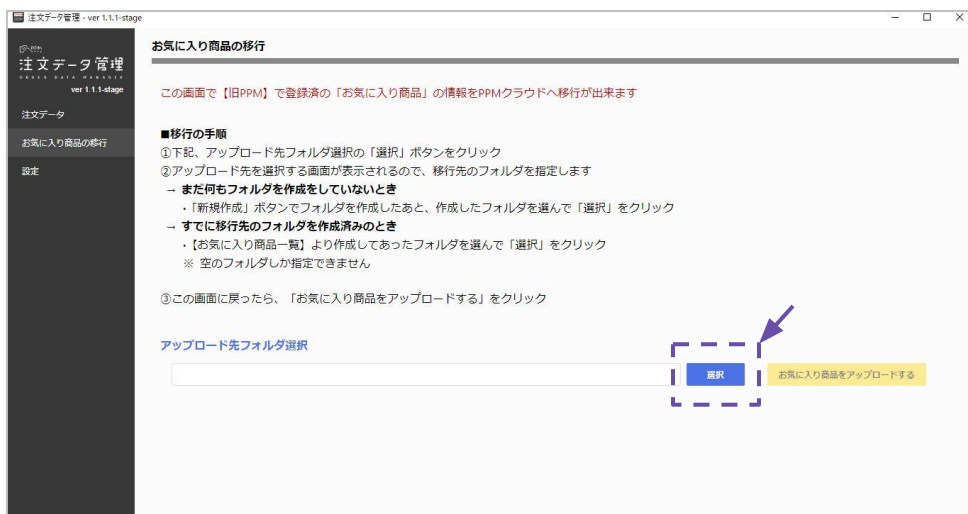 注文データ管理 - ver 1.1.1-stage
PPM
注文データ管理
ORDER DATA MANAGER
ver 1.1.1-stage
注文データ
お気に入り商品の移行
設定
お気に入り商品の移行
この画面で【旧PPM】で登録済の「お気に入り商品」の情報をPPMクラウドへ移行が出来ます
■移行の手順
①下記、アップロード先フォルダ選択の「選択」ボタンをクリック
②アップロード先を選択する画面が表示されるので、移行先のフォルダを指定します
→ まだ何もフォルダを作成をしていないとき
・「新規作成」ボタンでフォルダを作成したあと、作成したフォルダを選んで「選択」をクリック
→ すでに移行先のフォルダを作成済みのとき
・【お気に入り商品一覧】より作成してあったフォルダを選んで「選択」をクリック
※ 空のフォルダしか指定できません
③この画面に戻ったら、「お気に入り商品をアップロードする」をクリック
アップロード先フォルダ選択
選択
お気に入り商品をアップロードする